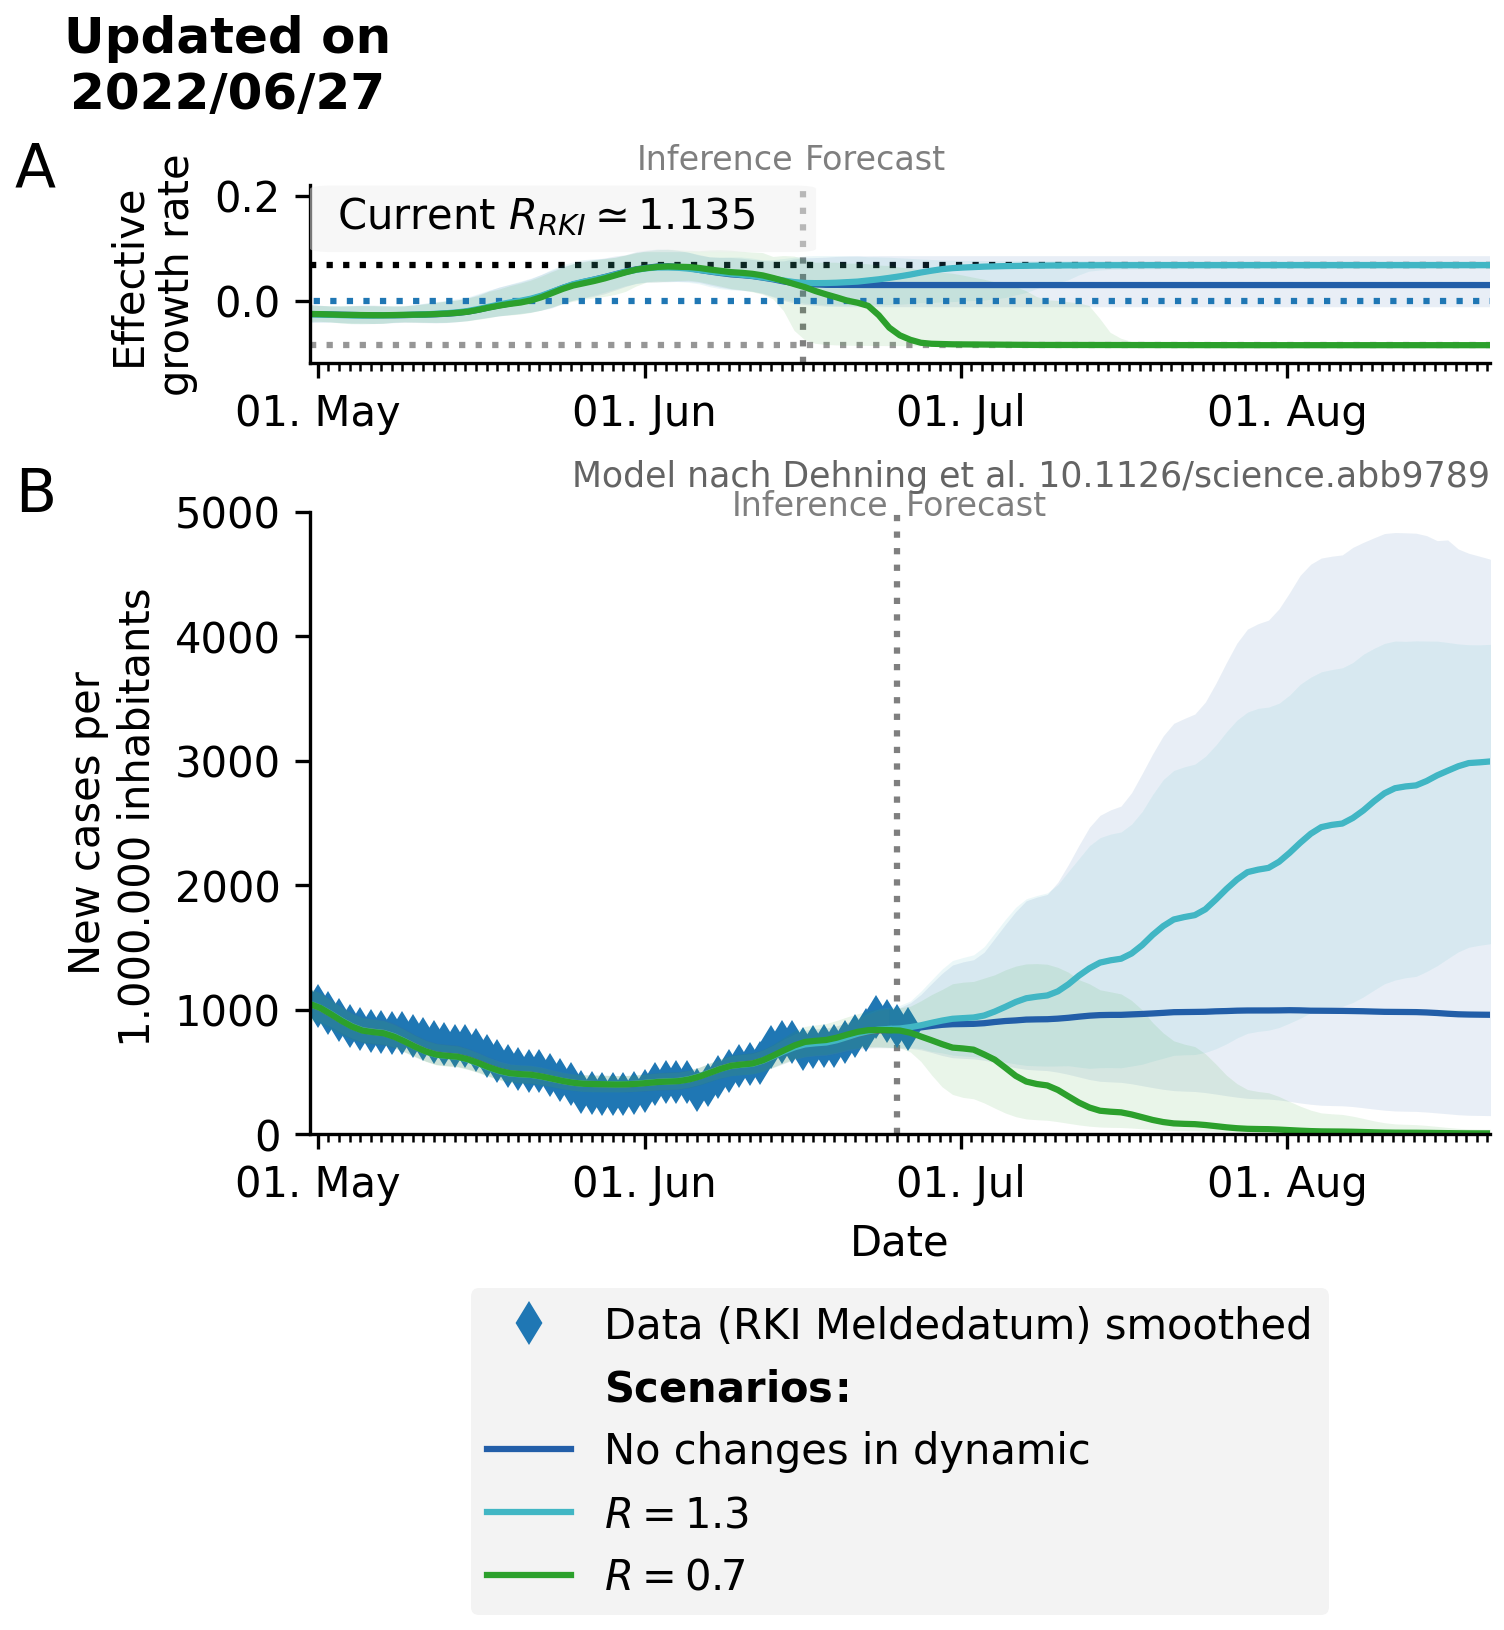 Updated on
2022/06/27
A
Effective
growth rate
Inference Forecast
0.2
0.0
Current R_RKI ≃ 1.135
01. May 01. Jun 01. Jul 01. Aug
Model nach Dehning et al. 10.1126/science.abb9789
B
Inference Forecast
New cases per
1.000.000 inhabitants
5000
4000
3000
2000
1000
0
01. May 01. Jun 01. Jul 01. Aug
Date
Data (RKI Meldedatum) smoothed
Scenarios:
No changes in dynamic
R = 1.3
R = 0.7